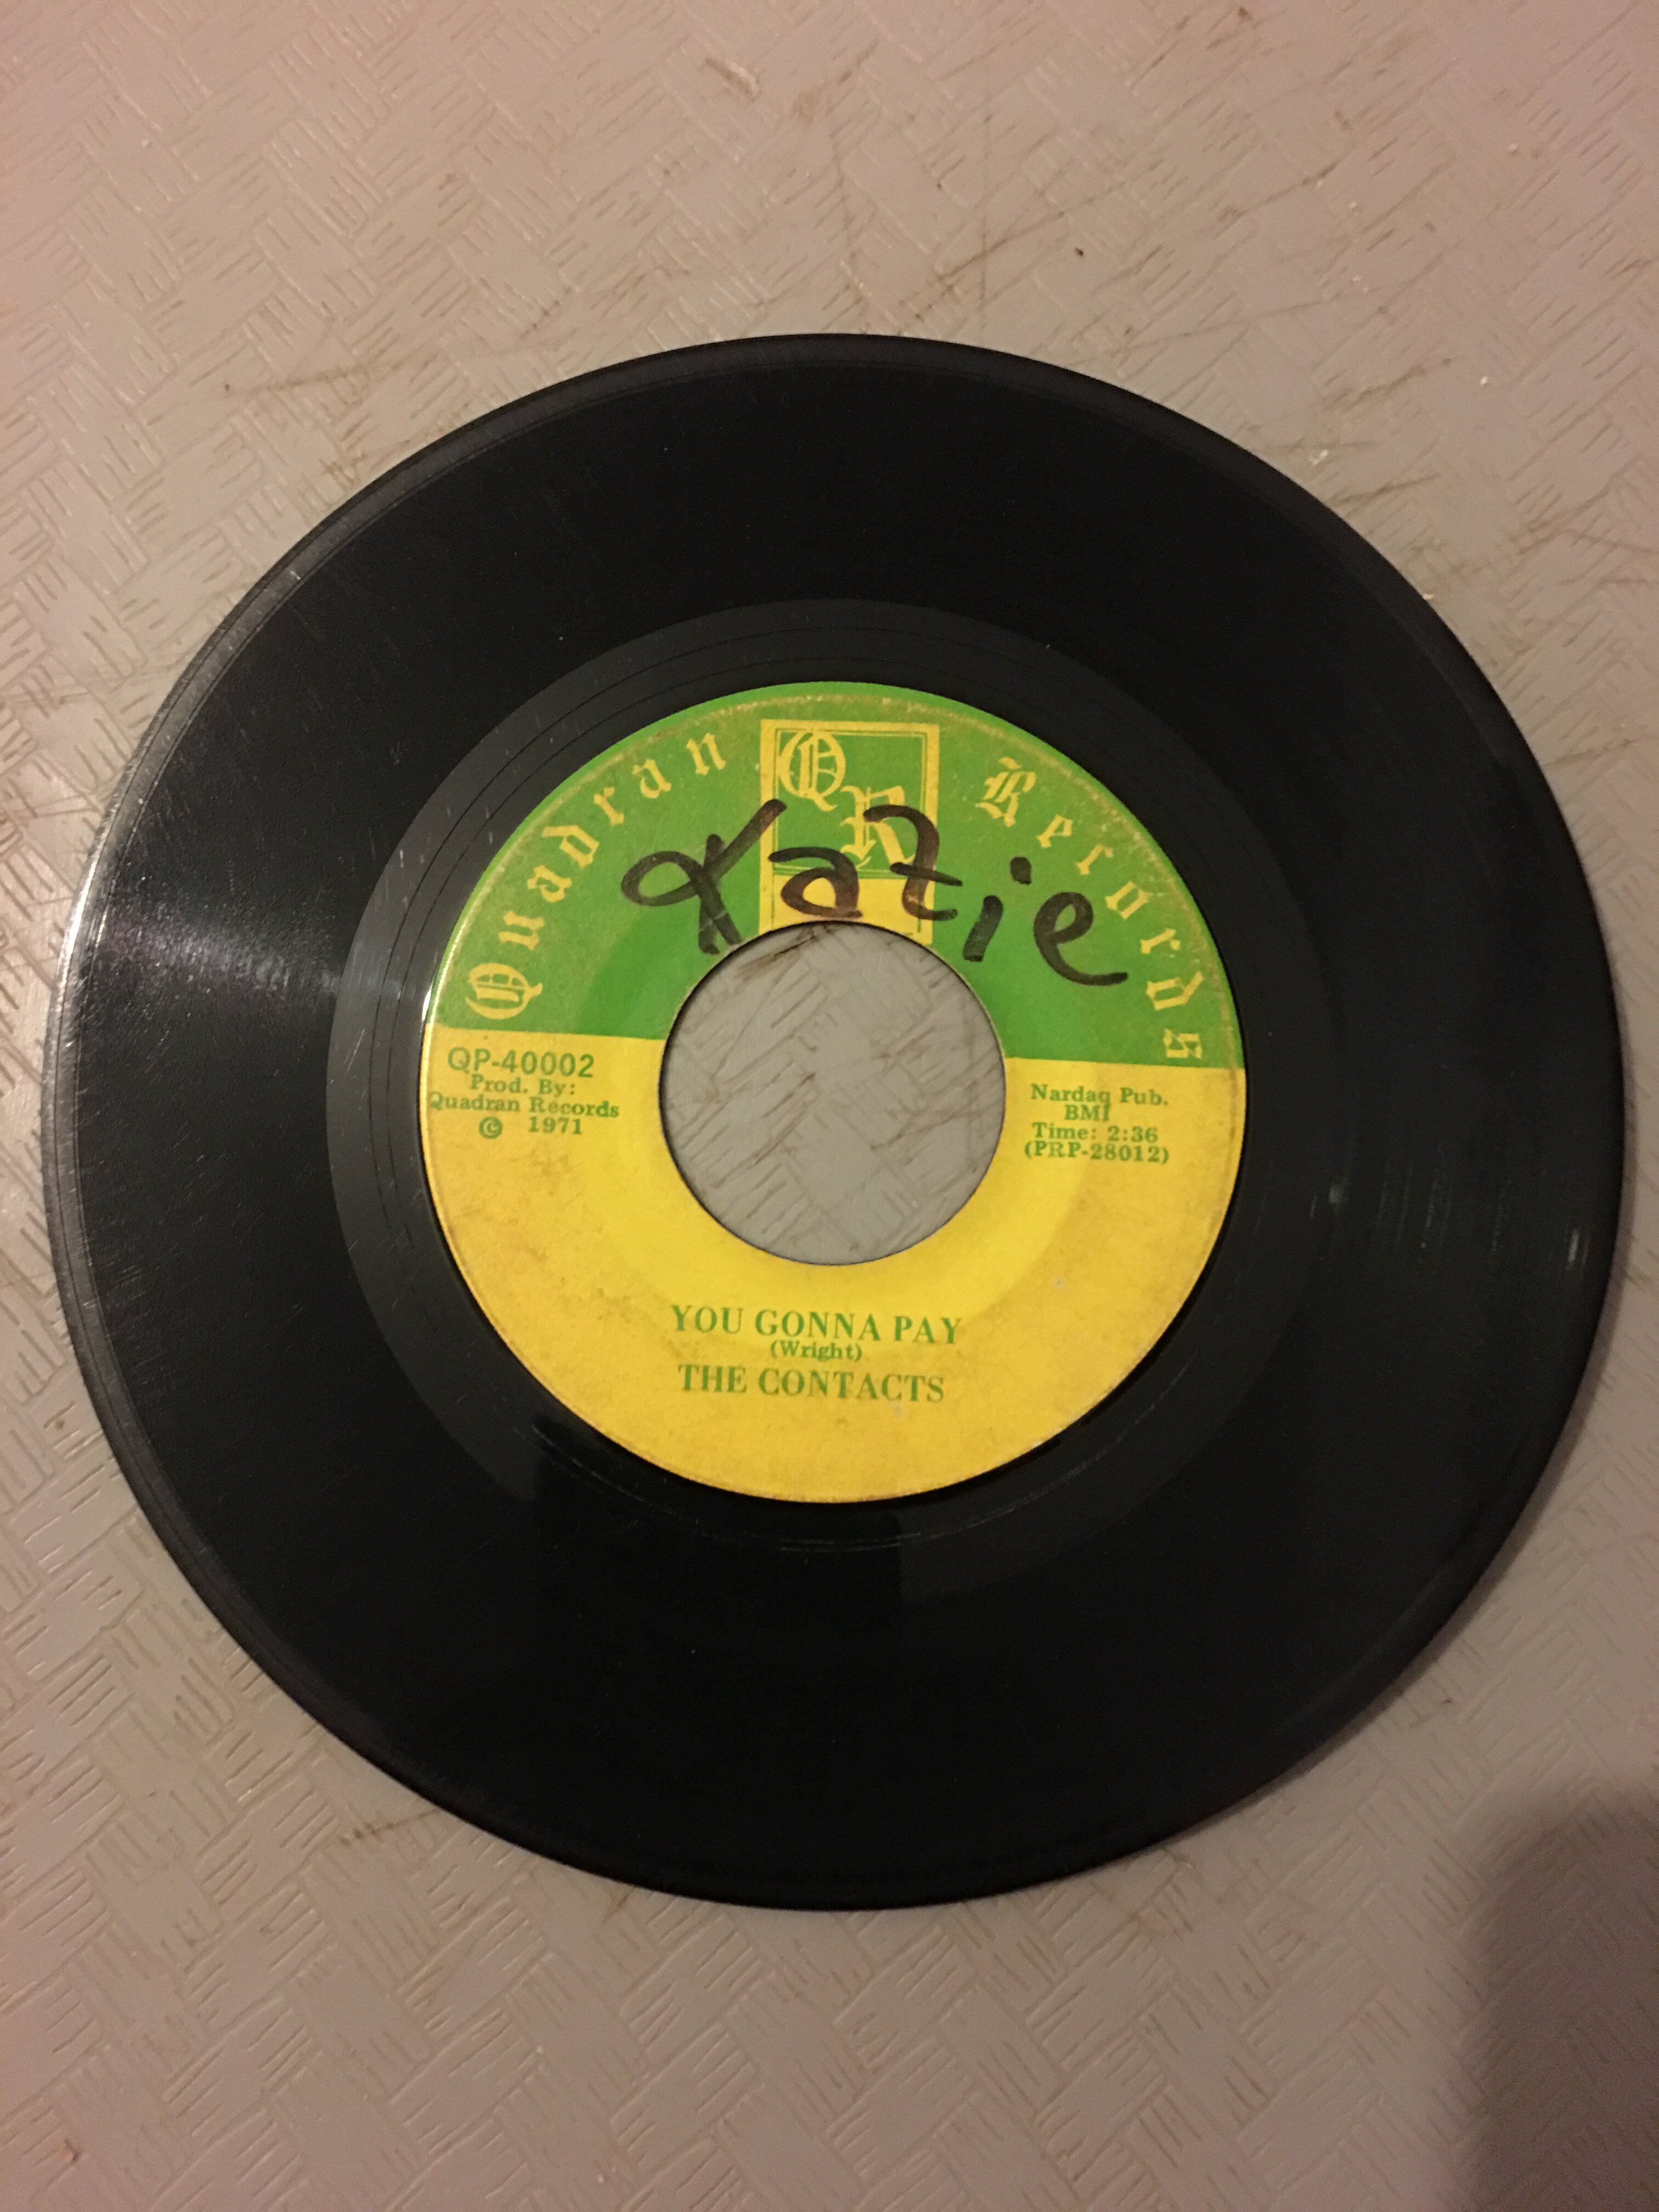 Quadran Records
QR
Katie
QP-40002
Prod. By:
Quadran Records
© 1971
Nardaq Pub.
BMI
Time: 2:36
(PRP-28012)
YOU GONNA PAY
(Wright)
THE CONTACTS